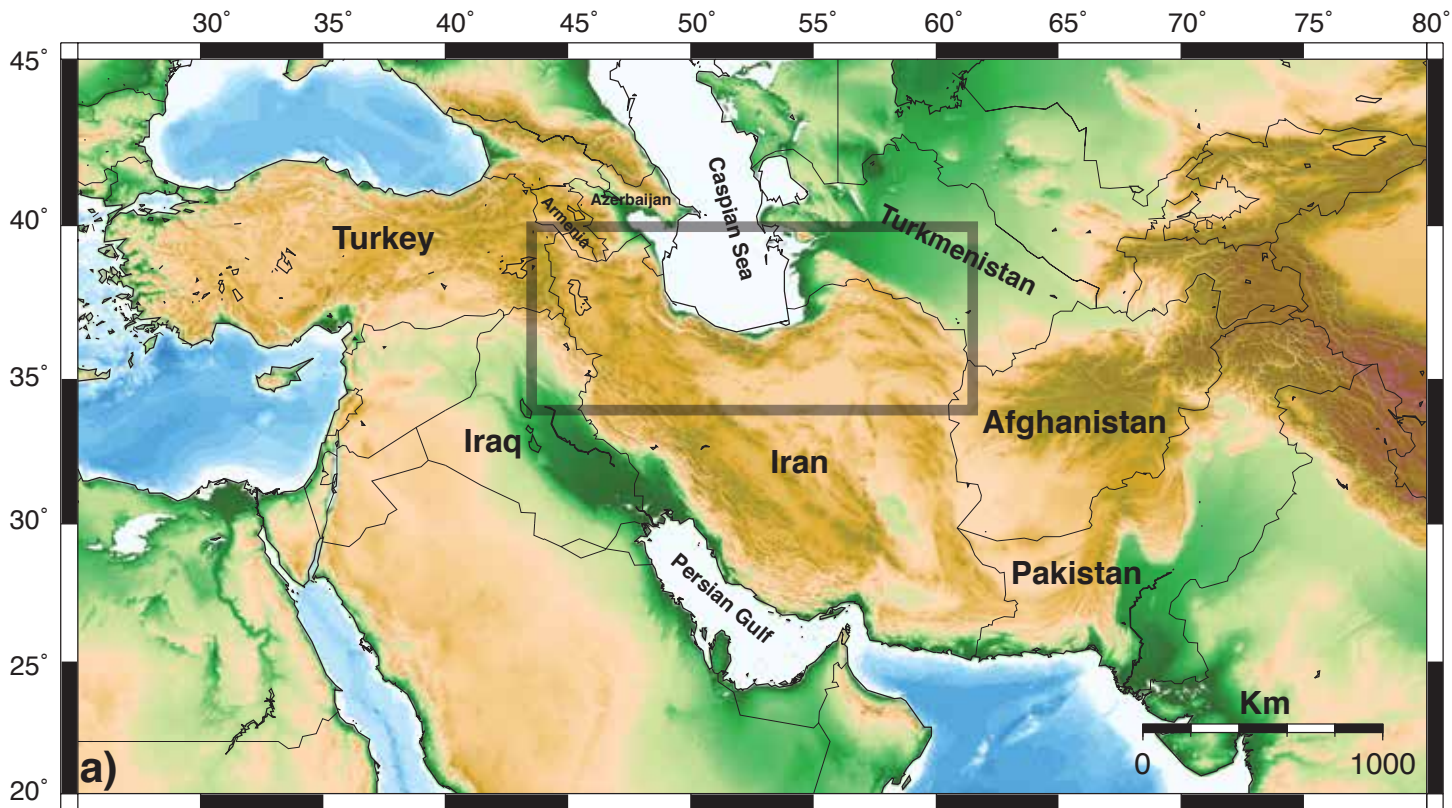 30° 35° 40° 45° 50° 55° 60° 65° 70° 75° 80°
45°
40°
35°
30°
25°
20°
Caspian Sea
Azerbaijan
Armenia
Turkey
Turkmenistan
Afghanistan
Iraq
Iran
Pakistan
Persian Gulf
Km
0 1000
a)